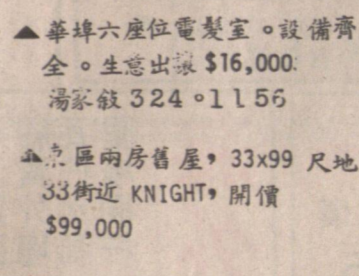 ▲華埠六座位電髮室。設備齊
全。生意出讓 $16,000.
湯家 324。1156
▲京區兩房舊屋，33x99 尺地
33街近 KNIGHT，開價
$99,000